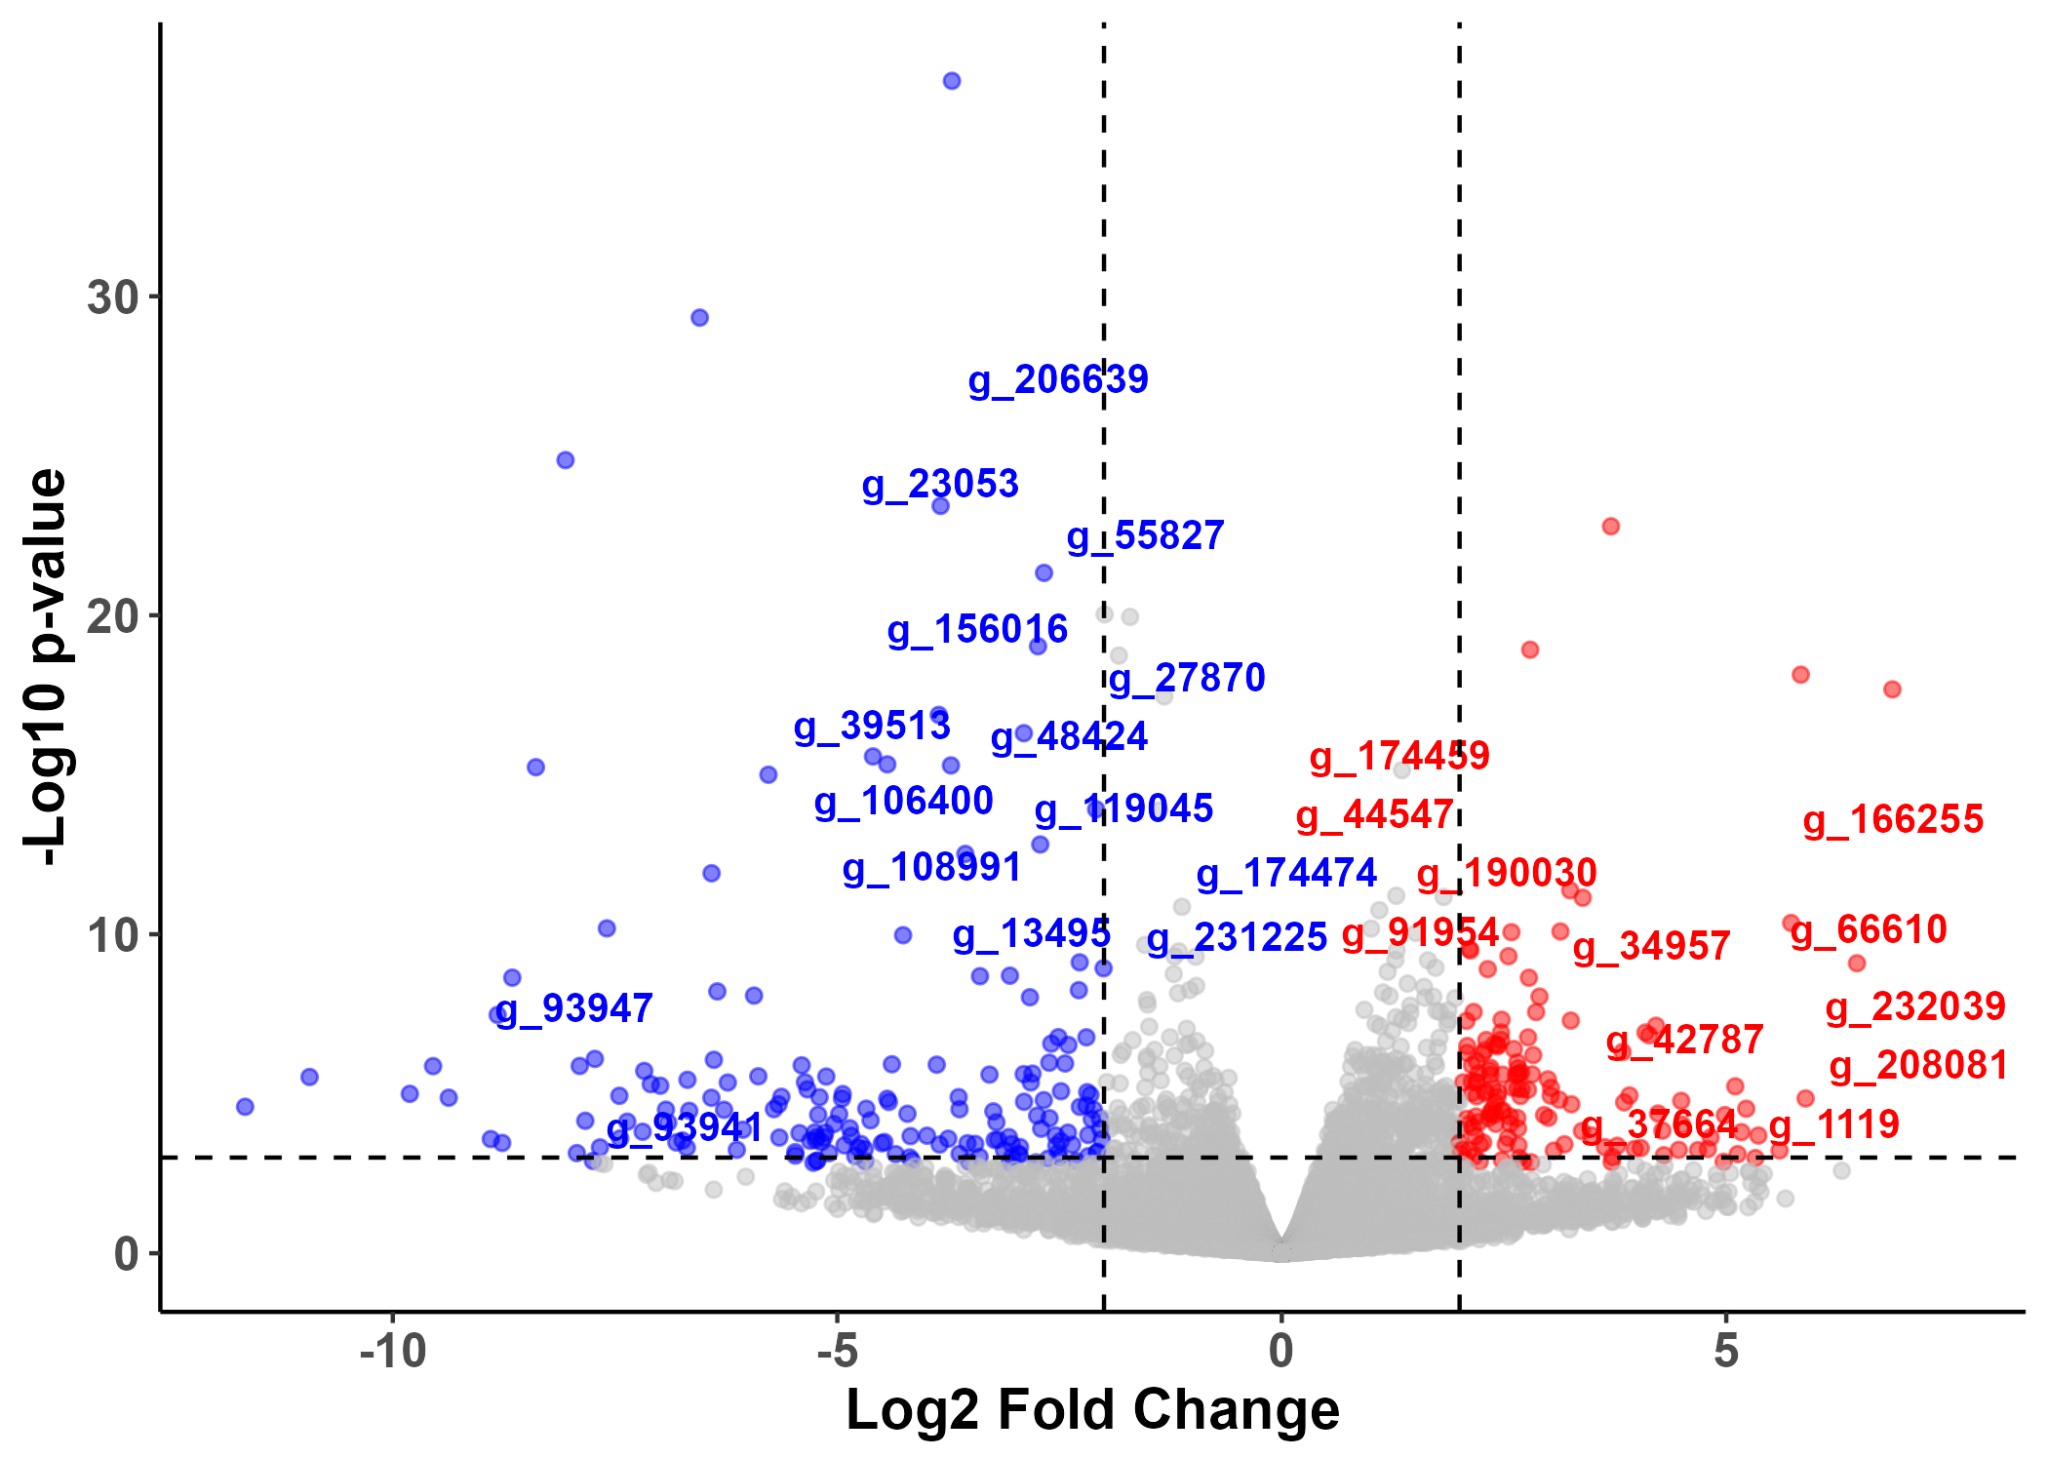 30
g_206639
g_23053
g_55827
20
g_156016
g_27870
g_39513
g_48424
g_174459
g_106400
g_119045
g_44547
g_166255
g_108991
g_174474
g_190030
10
g_13495
g_231225
g_91954
g_34957
g_66610
g_93947
g_232039
g_42787
g_208081
g_93941
g_37664
g_1119
0
-Log10 p-value
-10
-5
0
5
Log2 Fold Change